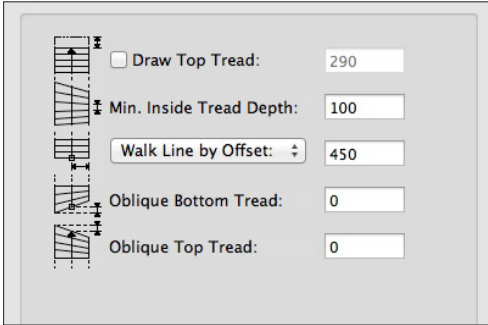 Draw Top Tread: 290
Min. Inside Tread Depth: 100
Walk Line by Offset: 450
Oblique Bottom Tread: 0
Oblique Top Tread: 0